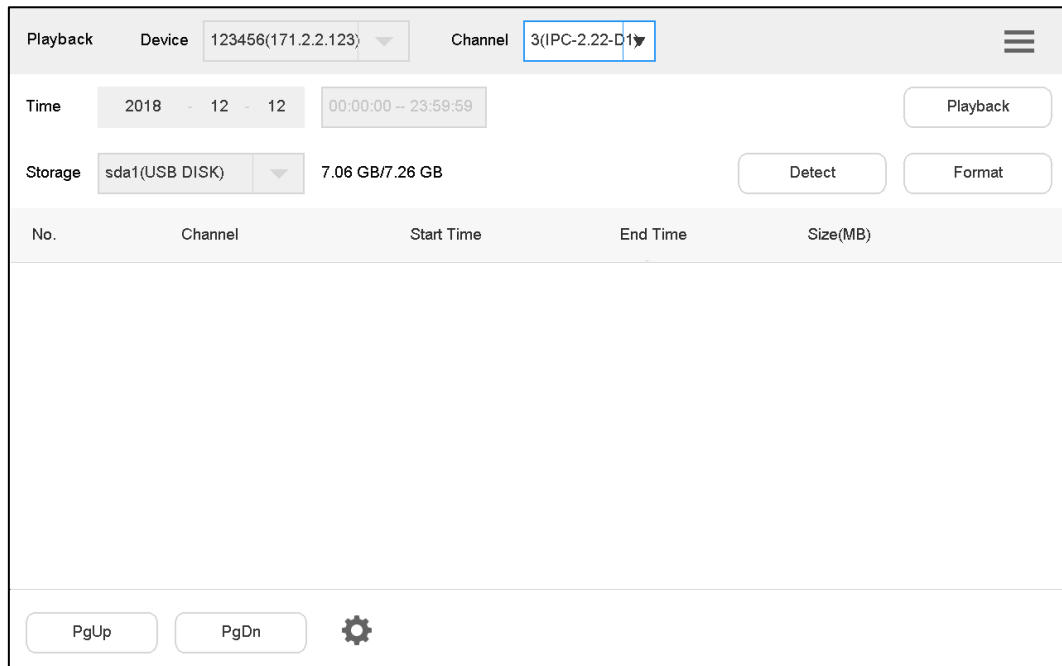 Playback Device 123456(171.2.2.123) Channel 3(IPC-2.22-D1)
Time 2018 - 12 - 12 00:00:00 -- 23:59:59 Playback
Storage sda1(USB DISK) 7.06 GB/7.26 GB Detect Format
No. Channel Start Time End Time Size(MB)
PgUp PgDn